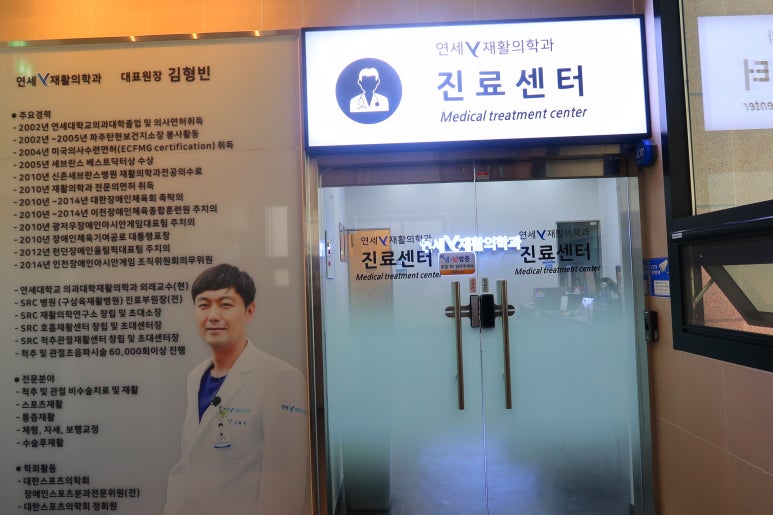 연세V재활의학과 대표원장 김형빈
● 주요경력
- 2002년 연세대학교의과대학졸업 및 의사면허취득
- 2002년 ~2005년 파주탄현보건지소장 봉사활동
- 2004년 미국의사수련면허(ECFMG certification) 취득
- 2005년 세브란스 베스트닥터상 수상
- 2010년 신촌세브란스병원 재활의학과전공의수료
- 2010년 재활의학과 전문의면허 취득
- 2010년 ~2014년 대한장애인체육회 촉탁의
- 2010년 ~2014년 이천장애인체육종합훈련원 주치의
- 2010년 광저우장애인아시안게임대표팀 주치의
- 2010년 장애인체육기여공로 대통령표창
- 2012년 런던장애인올림픽대표팀 주치의
- 2014년 인천장애인아시안게임 조직위원회의무위원
- 연세대학교 의과대학재활의학과 외래교수(현)
- SRC 병원 (구삼육재활병원) 진료부원장(전)
- SRC 재활의학연구소 창립 및 초대소장
- SRC 호흡재활센터 창립 및 초대센터장
- SRC 척추관절재활센터 창립 및 초대센터장
- 척추 및 관절초음파시술 60,000회이상 진행
● 전문분야
- 척추 및 관절 비수술치료 및 재활
- 스포츠재활
- 통증재활
- 체형, 자세, 보행교정
- 수술후재활
● 학회활동
- 대한스포츠의학회
장애인스포츠분과전문위원(전)
- 대한스포츠의학회 정회원
연세V재활의학과
진료센터
Medical treatment center
연세V재활의학과
진료센터
Medical treatment center
연세V재활의학과
냉·난방중
연세V재활의학과
진료센터
Medical treatment center